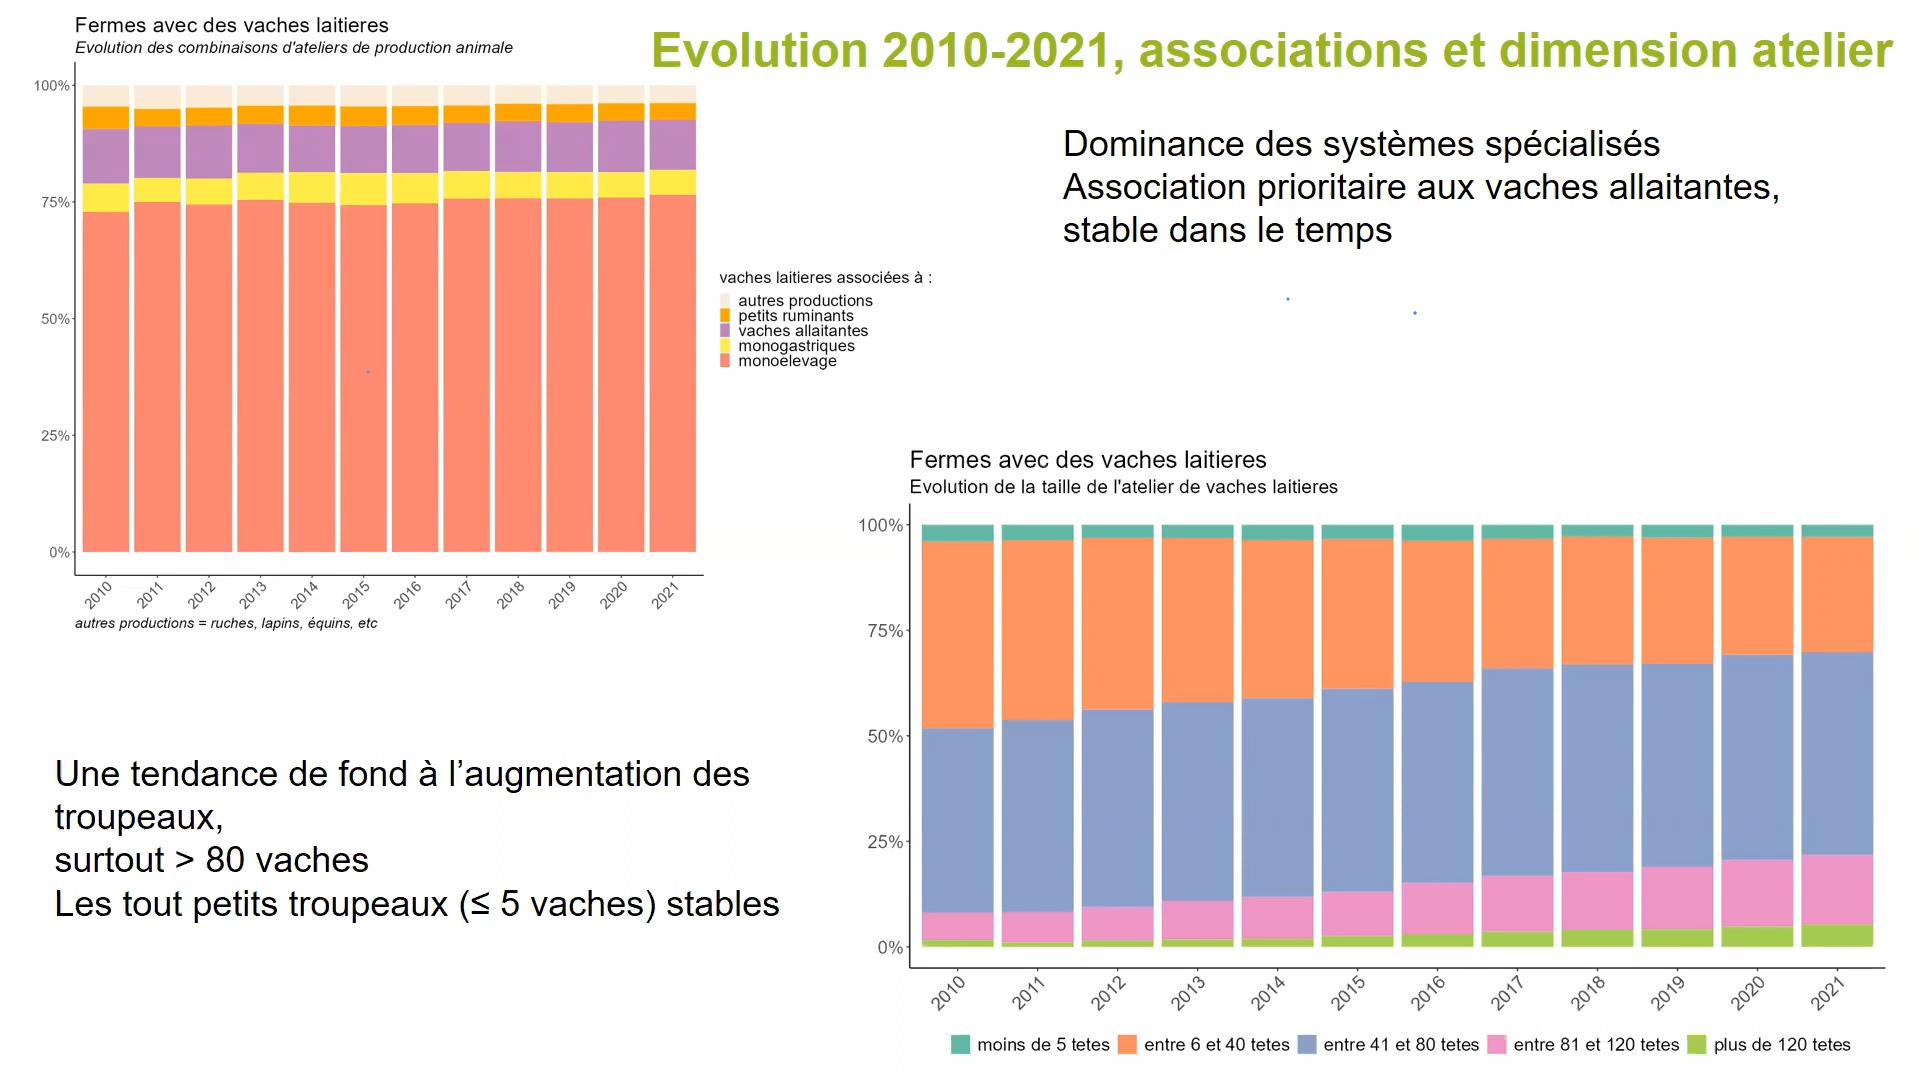 Evolution 2010-2021, associations et dimension atelier
Fermes avec des vaches laitieres
Evolution des combinaisons d'ateliers de production animale
100%
75%
50%
25%
0%
2010 2011 2012 2013 2014 2015 2016 2017 2018 2019 2020 2021
autres productions = ruches, lapins, équins, etc
vaches laitieres associées à :
autres productions
petits ruminants
vaches allaitantes
monogastriques
monoelevage
Dominance des systèmes spécialisés
Association prioritaire aux vaches allaitantes,
stable dans le temps
Une tendance de fond à l’augmentation des
troupeaux,
surtout > 80 vaches
Les tout petits troupeaux (≤ 5 vaches) stables
Fermes avec des vaches laitieres
Evolution de la taille de l'atelier de vaches laitieres
100%
75%
50%
25%
0%
2010 2011 2012 2013 2014 2015 2016 2017 2018 2019 2020 2021
moins de 5 tetes entre 6 et 40 tetes entre 41 et 80 tetes entre 81 et 120 tetes plus de 120 tetes